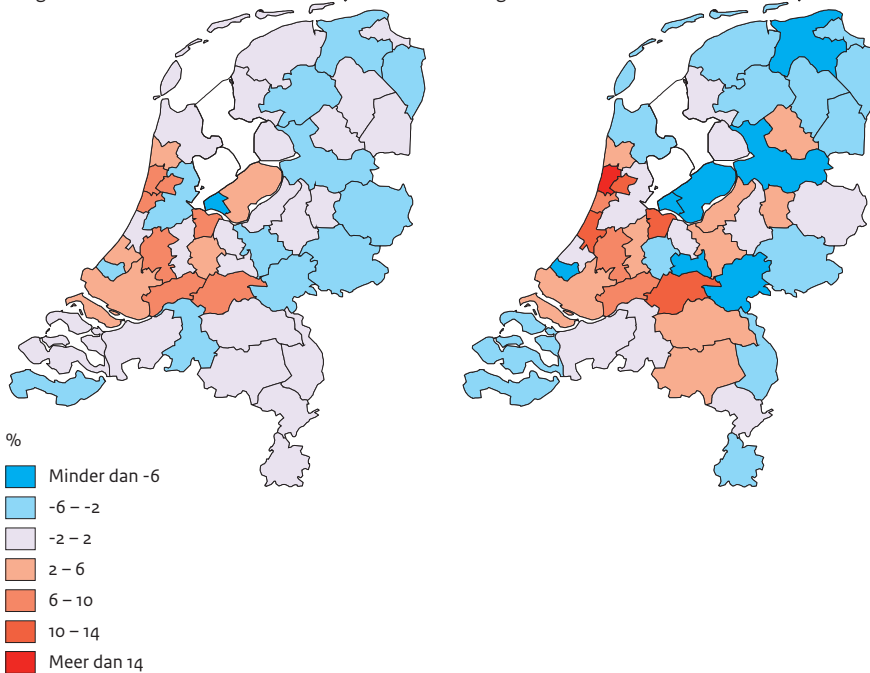 %
Minder dan -6
-6 – -2
-2 – 2
2 – 6
6 – 10
10 – 14
Meer dan 14